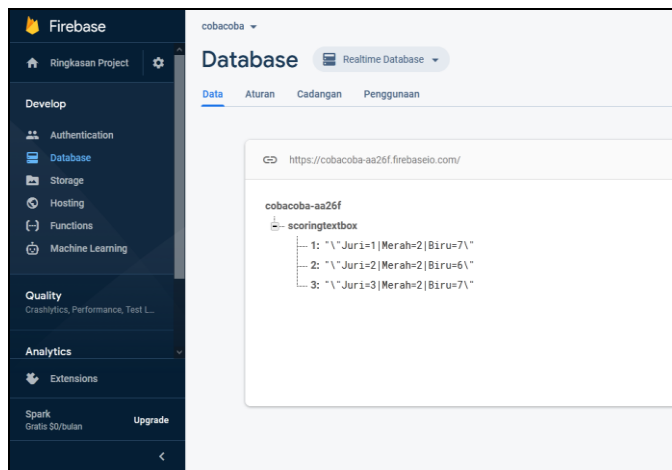 Firebase
Ringkasan Project
Develop
Authentication
Database
Storage
Hosting
Functions
Machine Learning
Quality
Crashlytics, Performance, Test L...
Analytics
Extensions
Spark
Gratis $0/bulan
Upgrade
cobacoba
Database
Realtime Database
Data Aturan Cadangan Penggunaan
https://cobacoba-aa26f.firebaseio.com/
cobacoba-aa26f
scoringtextbox
1: "\"Juri=1|Merah=2|Biru=7\"
2: "\"Juri=2|Merah=2|Biru=6\"
3: "\"Juri=3|Merah=2|Biru=7\"